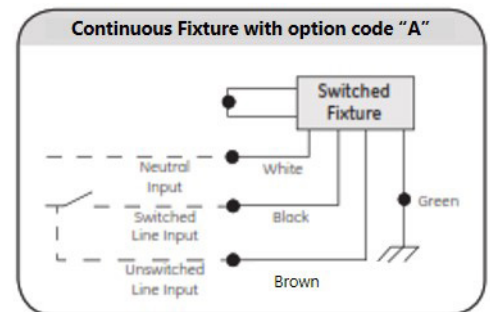 Continuous Fixture with option code “A”
Switched
Fixture
Neutral
Input
White
Switched
Line Input
Black
Green
Unswitched
Line Input
Brown